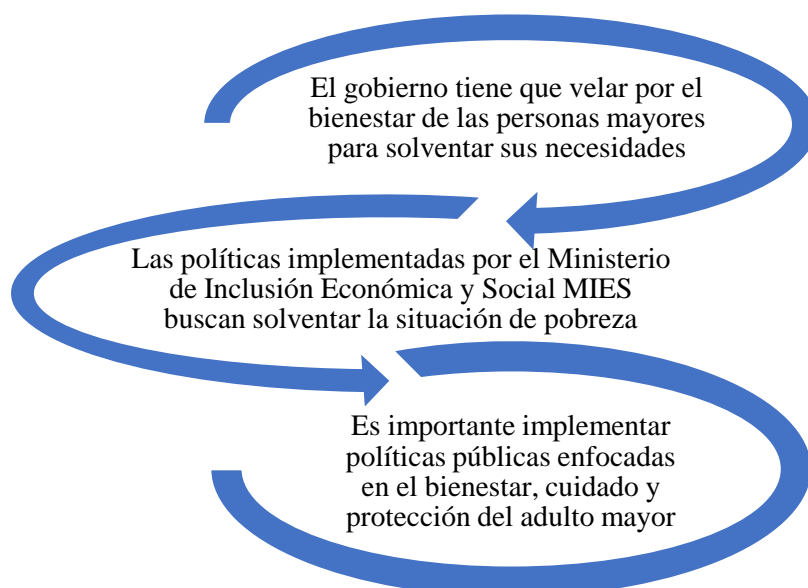 El gobierno tiene que velar por el
bienestar de las personas mayores
para solventar sus necesidades
Las políticas implementadas por el Ministerio
de Inclusión Económica y Social MIES
buscan solventar la situación de pobreza
Es importante implementar
políticas públicas enfocadas
en el bienestar, cuidado y
protección del adulto mayor